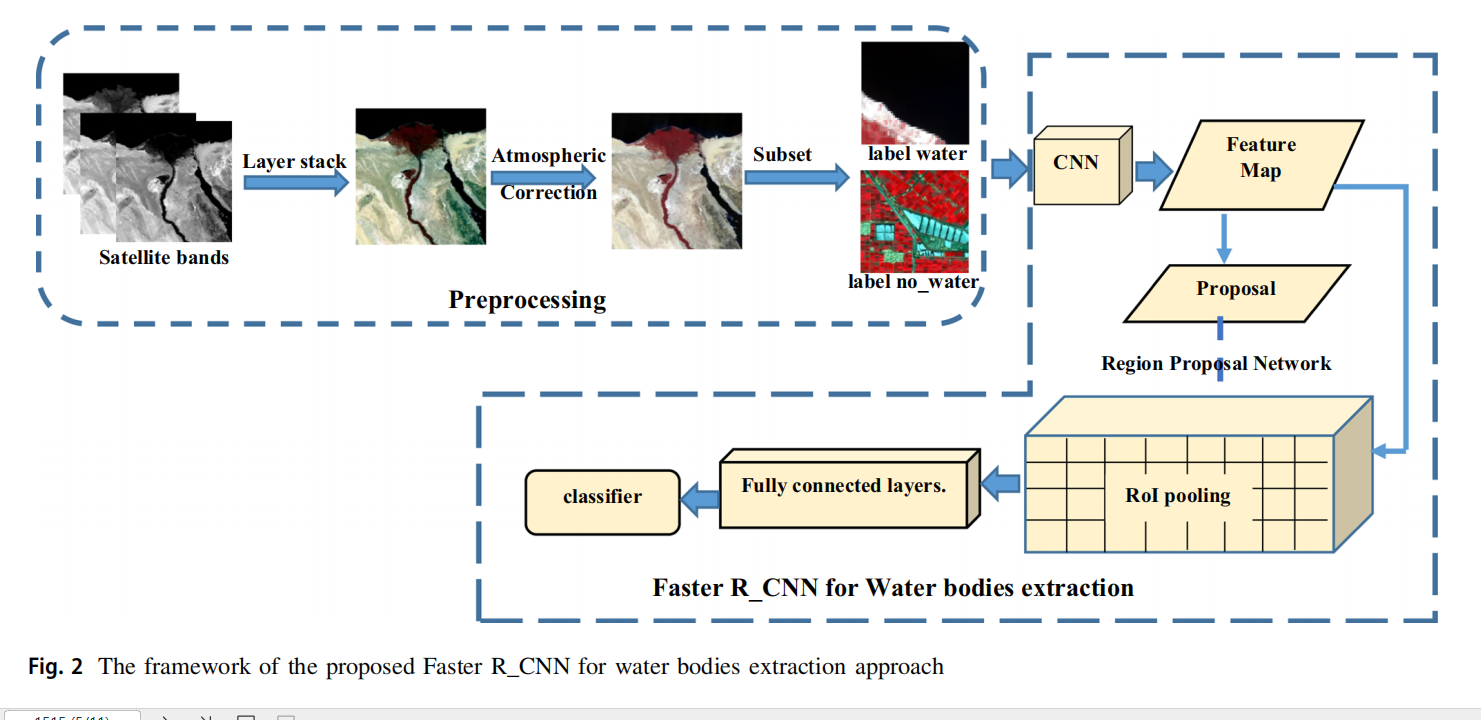 Satellite bands
Layer stack
Atmospheric
Correction
Subset
label water
label no_water
Preprocessing
CNN
Feature
Map
Proposal
Region Proposal Network
RoI pooling
Fully connected layers.
classifier
Faster R_CNN for Water bodies extraction
Fig. 2 The framework of the proposed Faster R_CNN for water bodies extraction approach